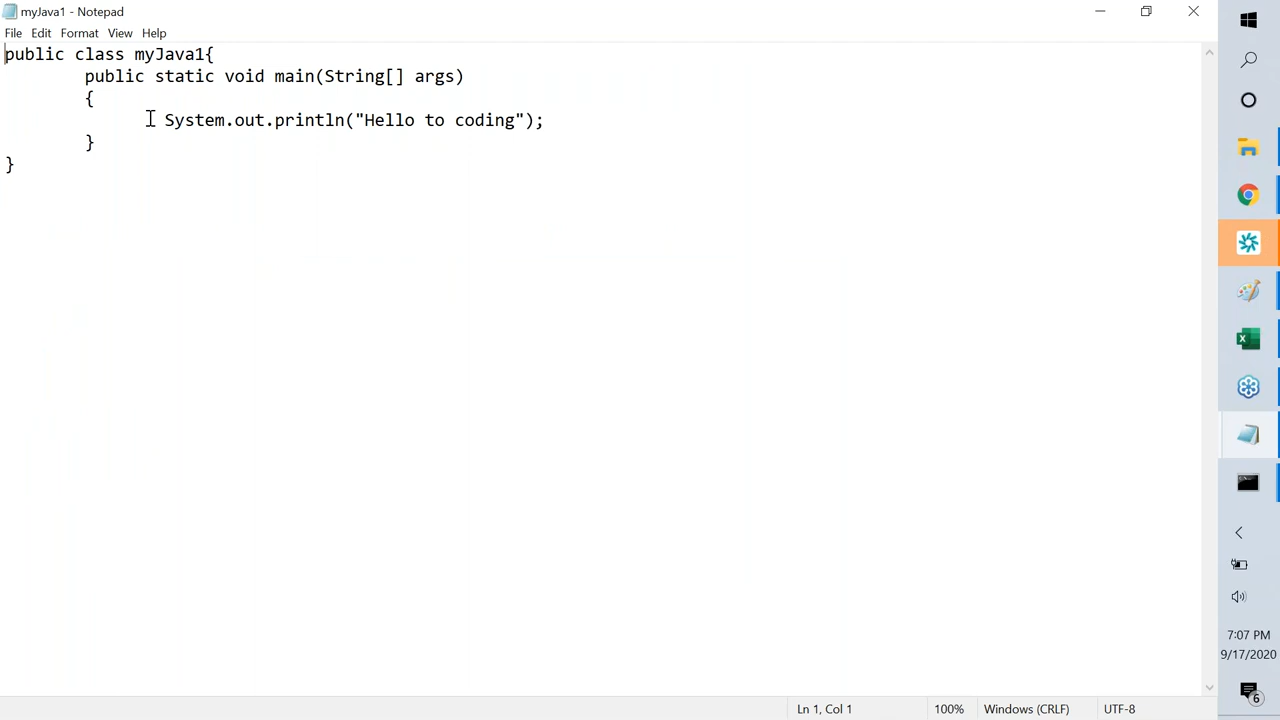 myJava1 - Notepad
File Edit Format View Help
public class myJava1{
public static void main(String[] args)
{
System.out.println("Hello to coding");
}
}
7:07 PM
9/17/2020
6
Ln 1, Col 1 100% Windows (CRLF) UTF-8